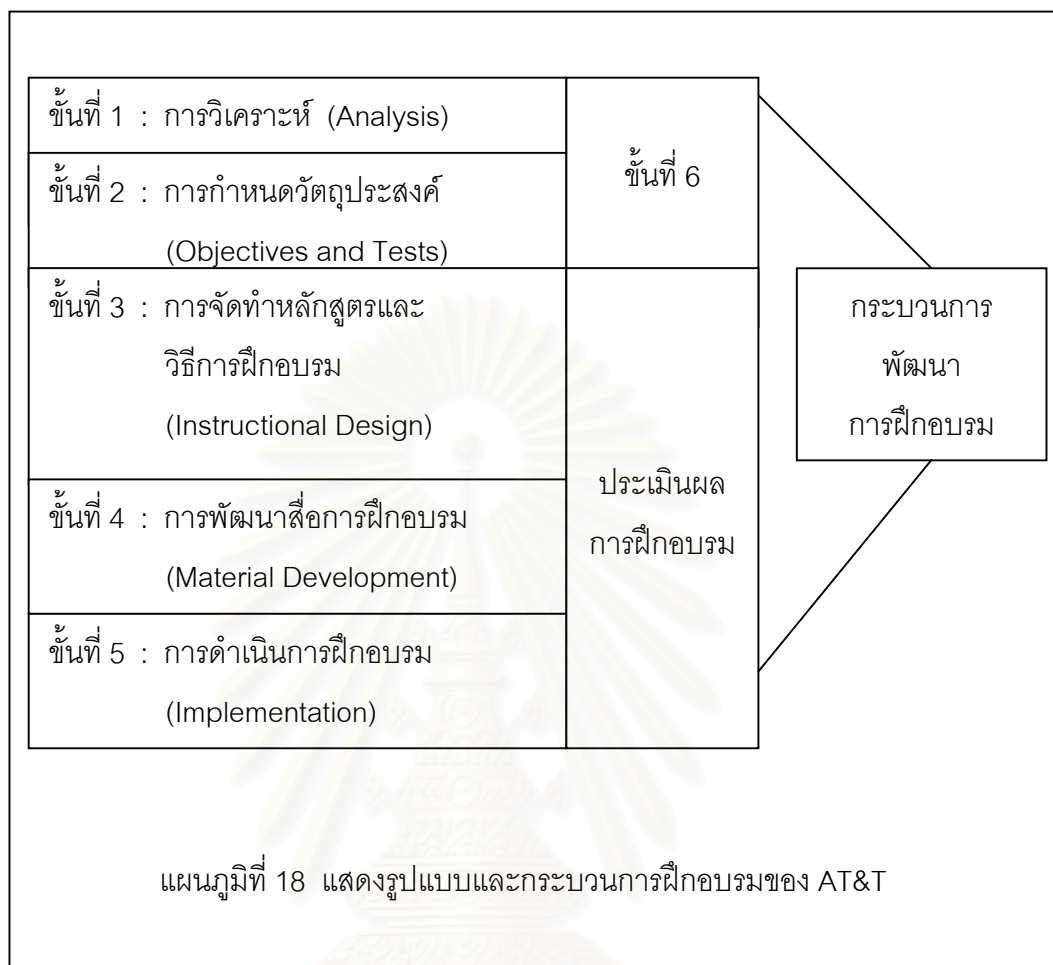 ขั้นที่ 1 : การวิเคราะห์ (Analysis)
ขั้นที่ 2 : การกำหนดวัตถุประสงค์
(Objectives and Tests)
ขั้นที่ 3 : การจัดทำหลักสูตรและ
วิธีการฝึกอบรม
(Instructional Design)
ขั้นที่ 4 : การพัฒนาสื่อการฝึกอบรม
(Material Development)
ขั้นที่ 5 : การดำเนินการฝึกอบรม
(Implementation)
ขั้นที่ 6
ประเมินผล
การฝึกอบรม
กระบวนการ
พัฒนา
การฝึกอบรม
แผนภูมิที่ 18 แสดงรูปแบบและกระบวนการฝึกอบรมของ AT&T